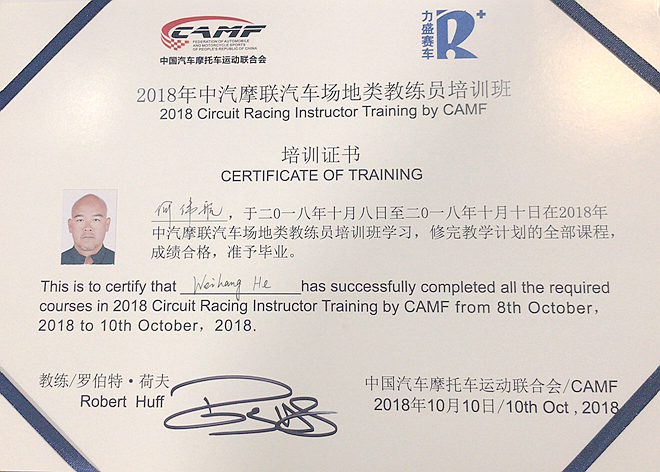 CAMF
FEDERATION OF AUTOMOBILE
AND MOTORCYCLE SPORTS
OF PEOPLE'S REPUBLIC OF CHINA
中国汽车摩托车运动联合会
力盛赛车
R+
2018年中汽摩联汽车场地类教练员培训班
2018 Circuit Racing Instructor Training by CAMF
培训证书
CERTIFICATE OF TRAINING
何伟航，于二〇一八年十月八日至二〇一八年十月十日在2018年
中汽摩联汽车场地类教练员培训班学习，修完教学计划的全部课程，
成绩合格，准予毕业。
This is to certify that Weihang He has successfully completed all the required
courses in 2018 Circuit Racing Instructor Training by CAMF from 8th October，
2018 to 10th October，2018.
教练/罗伯特·荷夫
Robert Huff
中国汽车摩托车运动联合会/CAMF
2018年10月10日/10th Oct , 2018